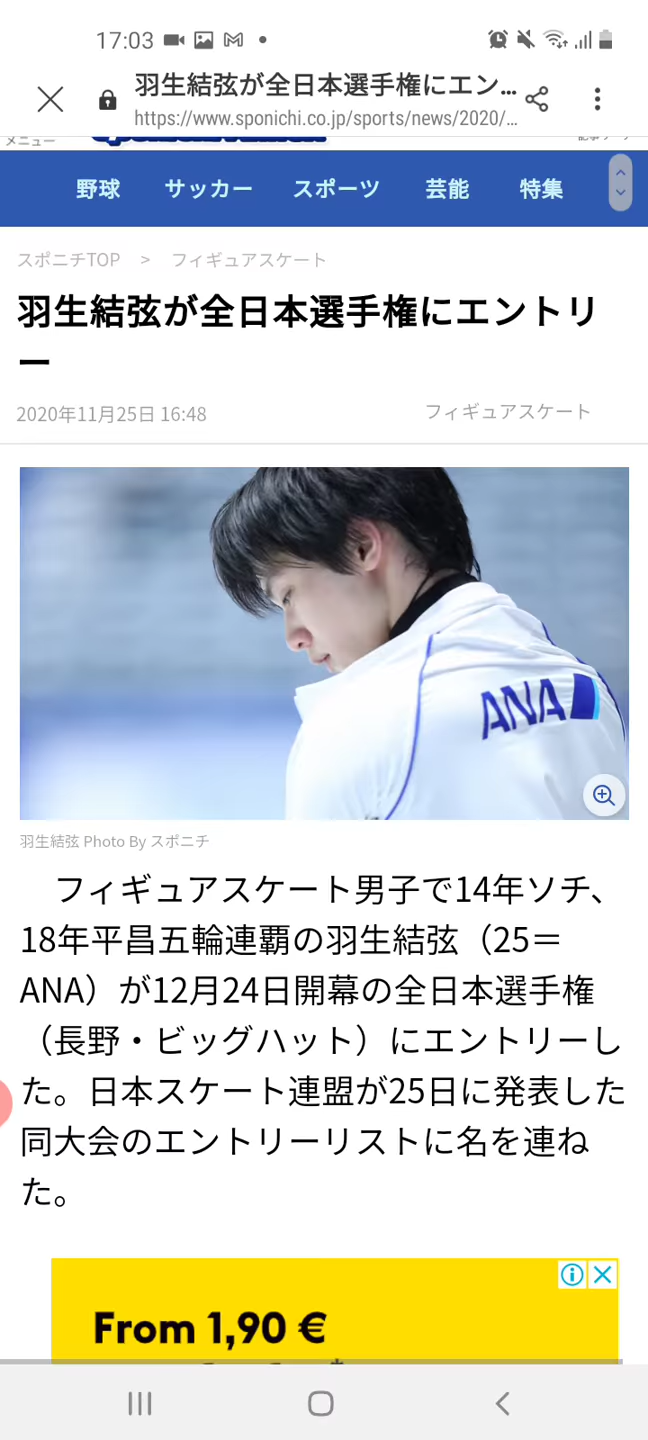 17:03
羽生結弦が全日本選手権にエン...
https://www.sponichi.co.jp/sports/news/2020/...
メニュー
野球 サッカー スポーツ 芸能 特集
スポニチTOP > フィギュアスケート
羽生結弦が全日本選手権にエントリ
ー
2020年11月25日 16:48 フィギュアスケート
ANA
羽生結弦 Photo By スポニチ
フィギュアスケート男子で14年ソチ、
18年平昌五輪連覇の羽生結弦（25＝
ANA）が12月24日開幕の全日本選手権
（長野・ビッグハット）にエントリーし
た。日本スケート連盟が25日に発表した
同大会のエントリーリストに名を連ね
た。
From 1,90 €